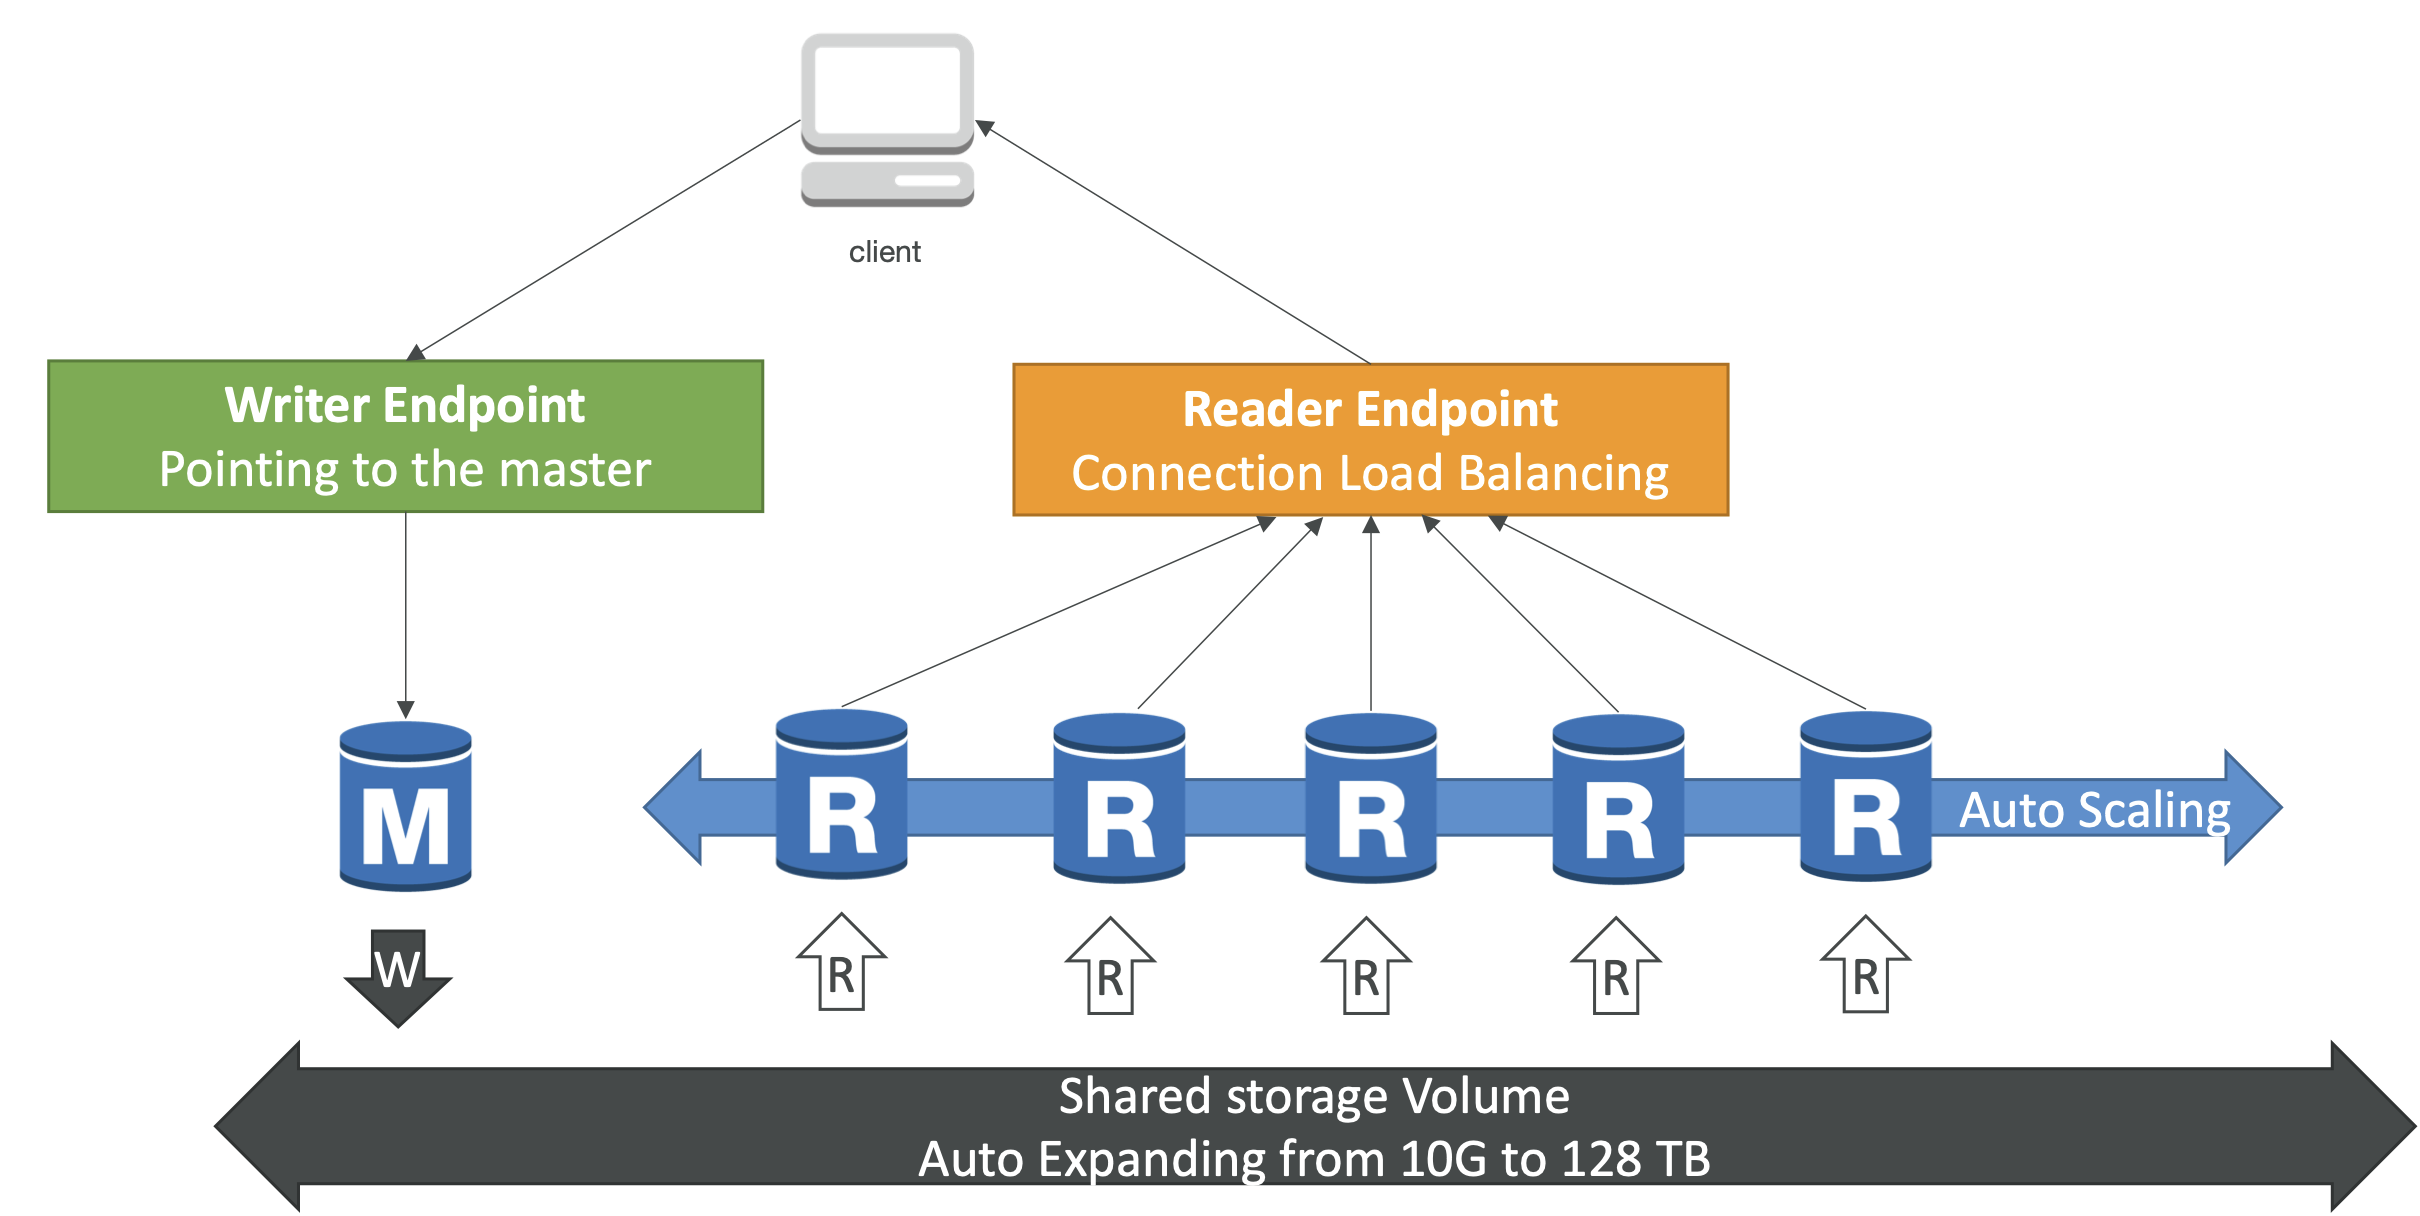 client
Writer Endpoint
Pointing to the master
Reader Endpoint
Connection Load Balancing
M
R
R
R
R
R
Auto Scaling
W
R
R
R
R
R
Shared storage Volume
Auto Expanding from 10G to 128 TB